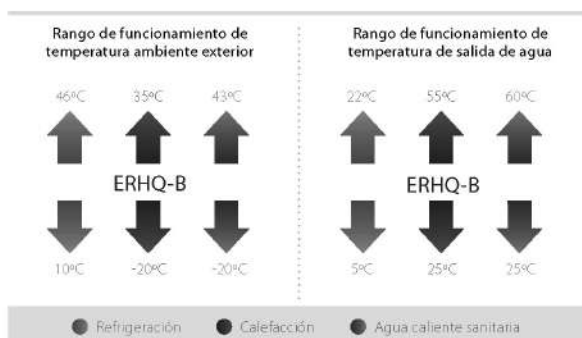 Rango de funcionamiento de
temperatura ambiente exterior
46ºC 35ºC 43ºC
ERHQ-B
10ºC -20ºC -20ºC
Rango de funcionamiento de
temperatura de salida de agua
22ºC 55ºC 60ºC
ERHQ-B
5ºC 25ºC 25ºC
Refrigeración Calefacción Agua caliente sanitaria